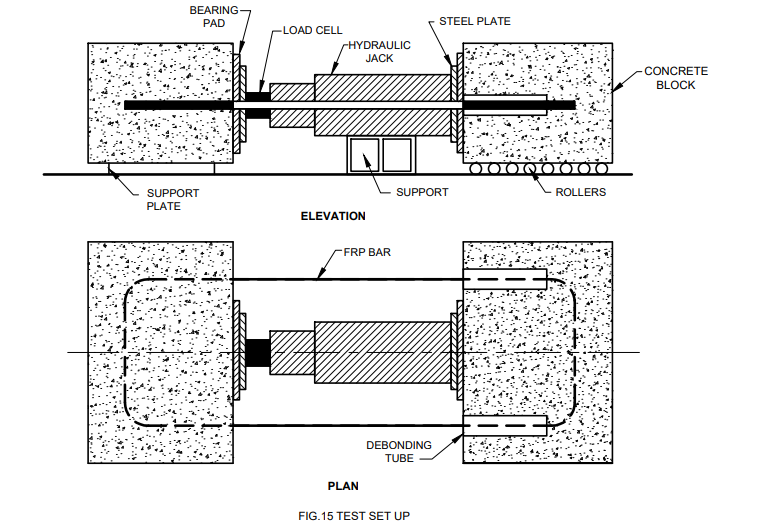 BEARING
PAD
LOAD CELL
HYDRAULIC
JACK
STEEL PLATE
CONCRETE
BLOCK
SUPPORT
PLATE
SUPPORT
ROLLERS
ELEVATION
FRP BAR
DEBONDING
TUBE
PLAN
FIG.15 TEST SET UP